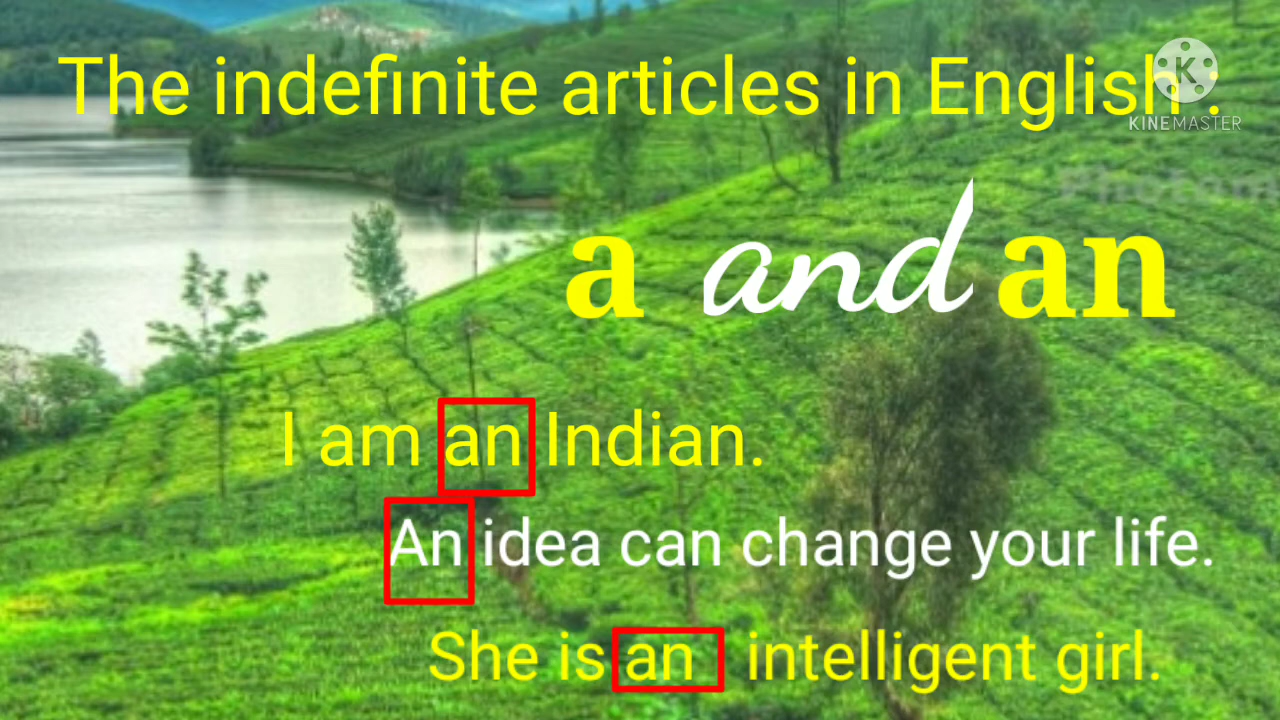 The indefinite articles in English :
KINEMASTER
a and an
I am an Indian.
An idea can change your life.
She is an intelligent girl.